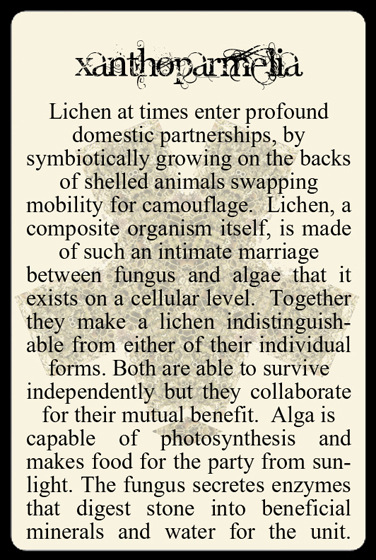 xanthoparmelia
Lichen at times enter profound
domestic partnerships, by
symbiotically growing on the backs
of shelled animals swapping
mobility for camouflage.  Lichen, a
composite organism itself, is made
of such an intimate marriage
between fungus and algae that it
exists on a cellular level.  Together
they make a lichen indistinguish-
able from either of their individual
forms. Both are able to survive
independently but they collaborate
for their mutual benefit.  Alga is
capable of photosynthesis and
makes food for the party from sun-
light. The fungus secretes enzymes
that digest stone into beneficial
minerals and water for the unit.